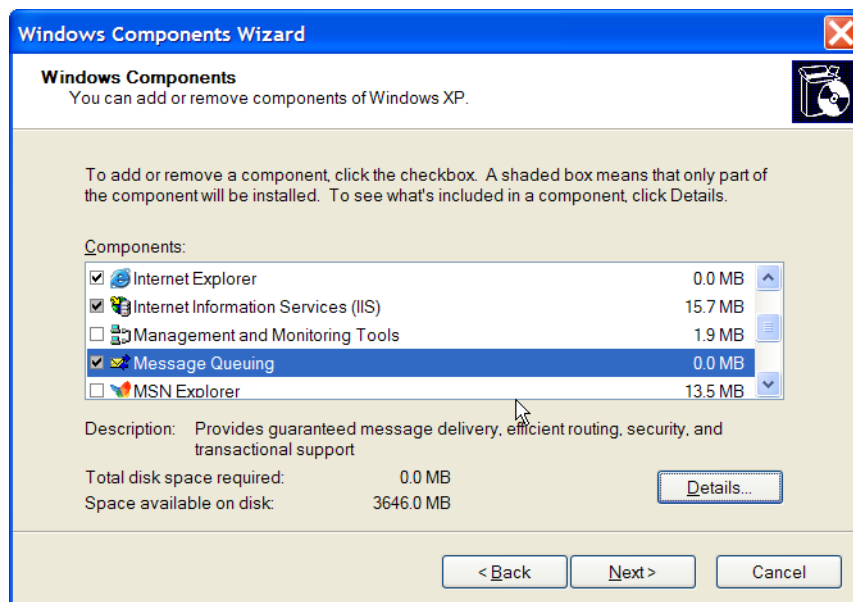 Windows Components Wizard
Windows Components
You can add or remove components of Windows XP.
To add or remove a component, click the checkbox. A shaded box means that only part of
the component will be installed. To see what's included in a component, click Details.
Components:
Internet Explorer 0.0 MB
Internet Information Services (IIS) 15.7 MB
Management and Monitoring Tools 1.9 MB
Message Queuing 0.0 MB
MSN Explorer 13.5 MB
Description: Provides guaranteed message delivery, efficient routing, security, and
transactional support
Total disk space required: 0.0 MB
Space available on disk: 3646.0 MB
Details...
< Back Next > Cancel